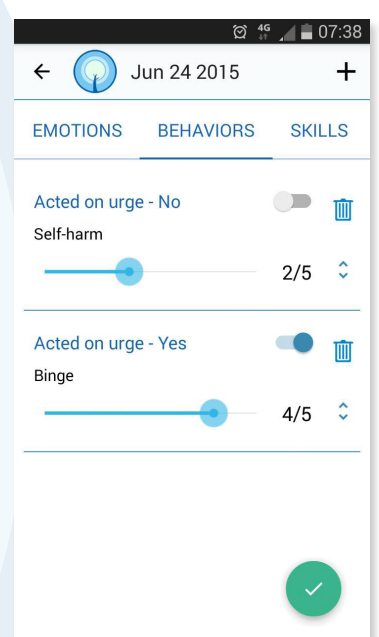 4G 07:38
Jun 24 2015
EMOTIONS BEHAVIORS SKILLS
Acted on urge - No
Self-harm
2/5
Acted on urge - Yes
Binge
4/5